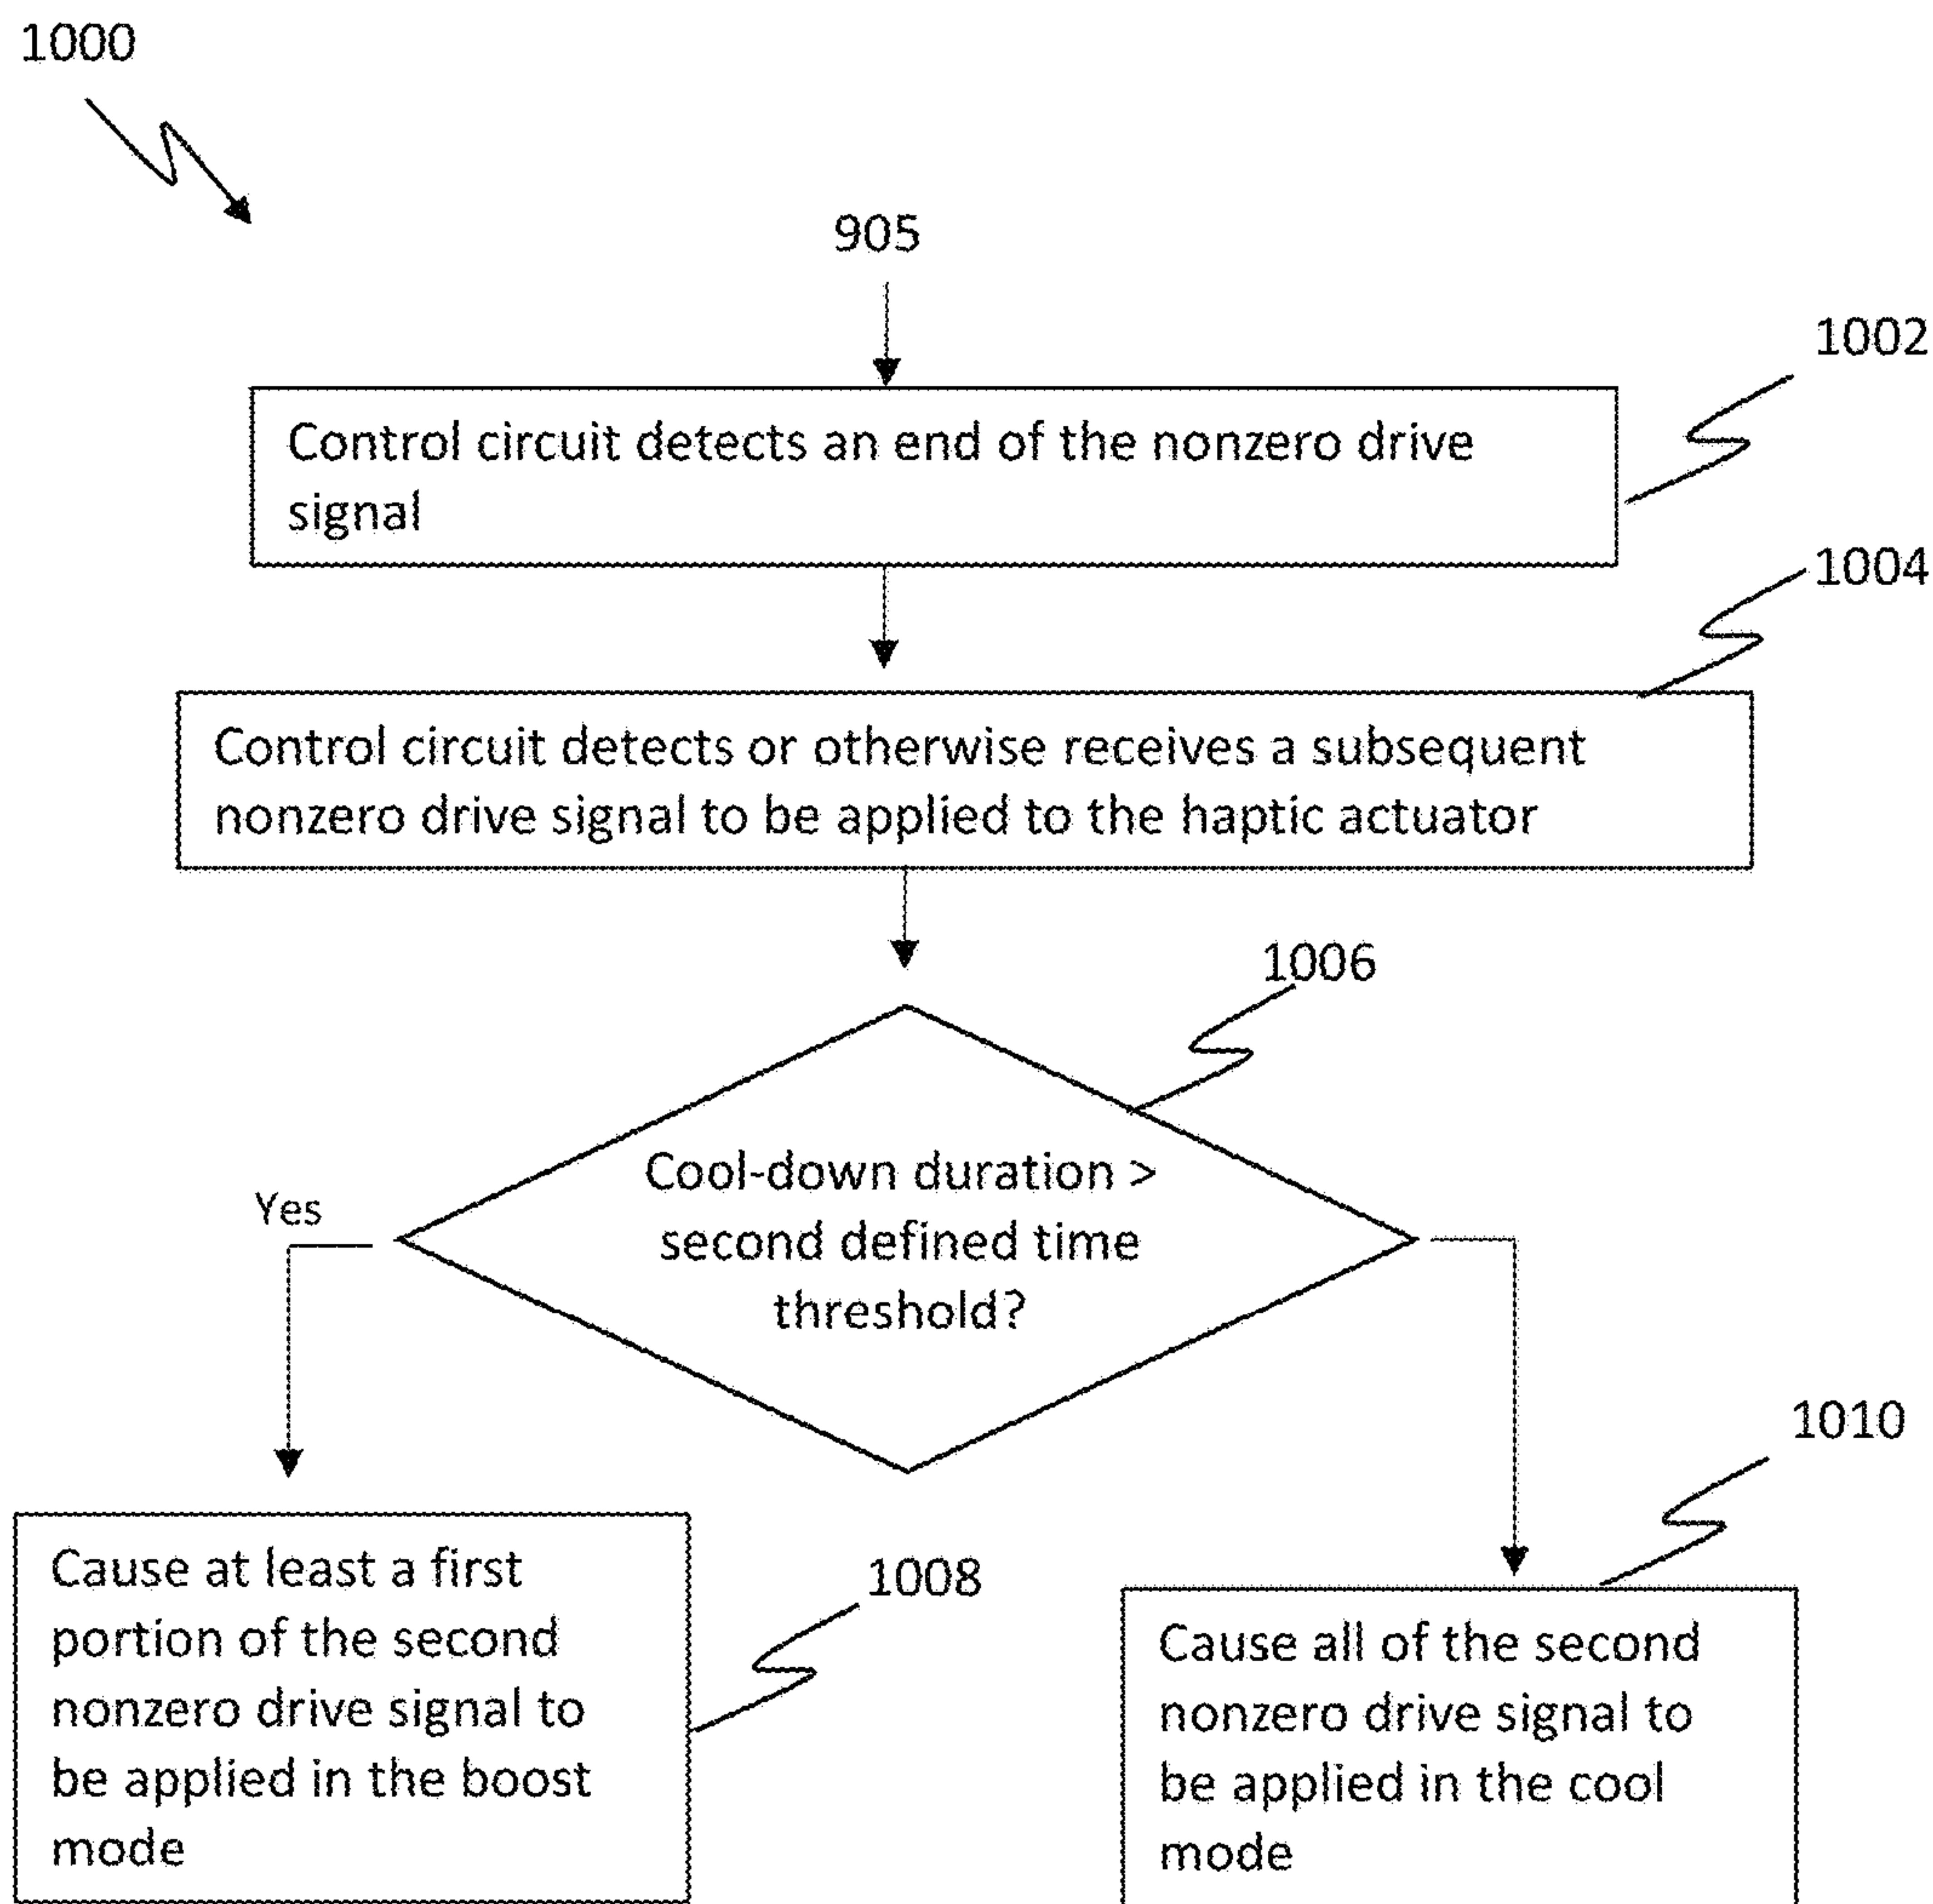 1000
905
1002
Control circuit detects an end of the nonzero drive
signal
1004
Control circuit detects or otherwise receives a subsequent
nonzero drive signal to be applied to the haptic actuator
1006
Cool-down duration >
second defined time
threshold?
Yes
1008
Cause at least a first
portion of the second
nonzero drive signal to
be applied in the boost
mode
1010
Cause all of the second
nonzero drive signal to
be applied in the cool
mode